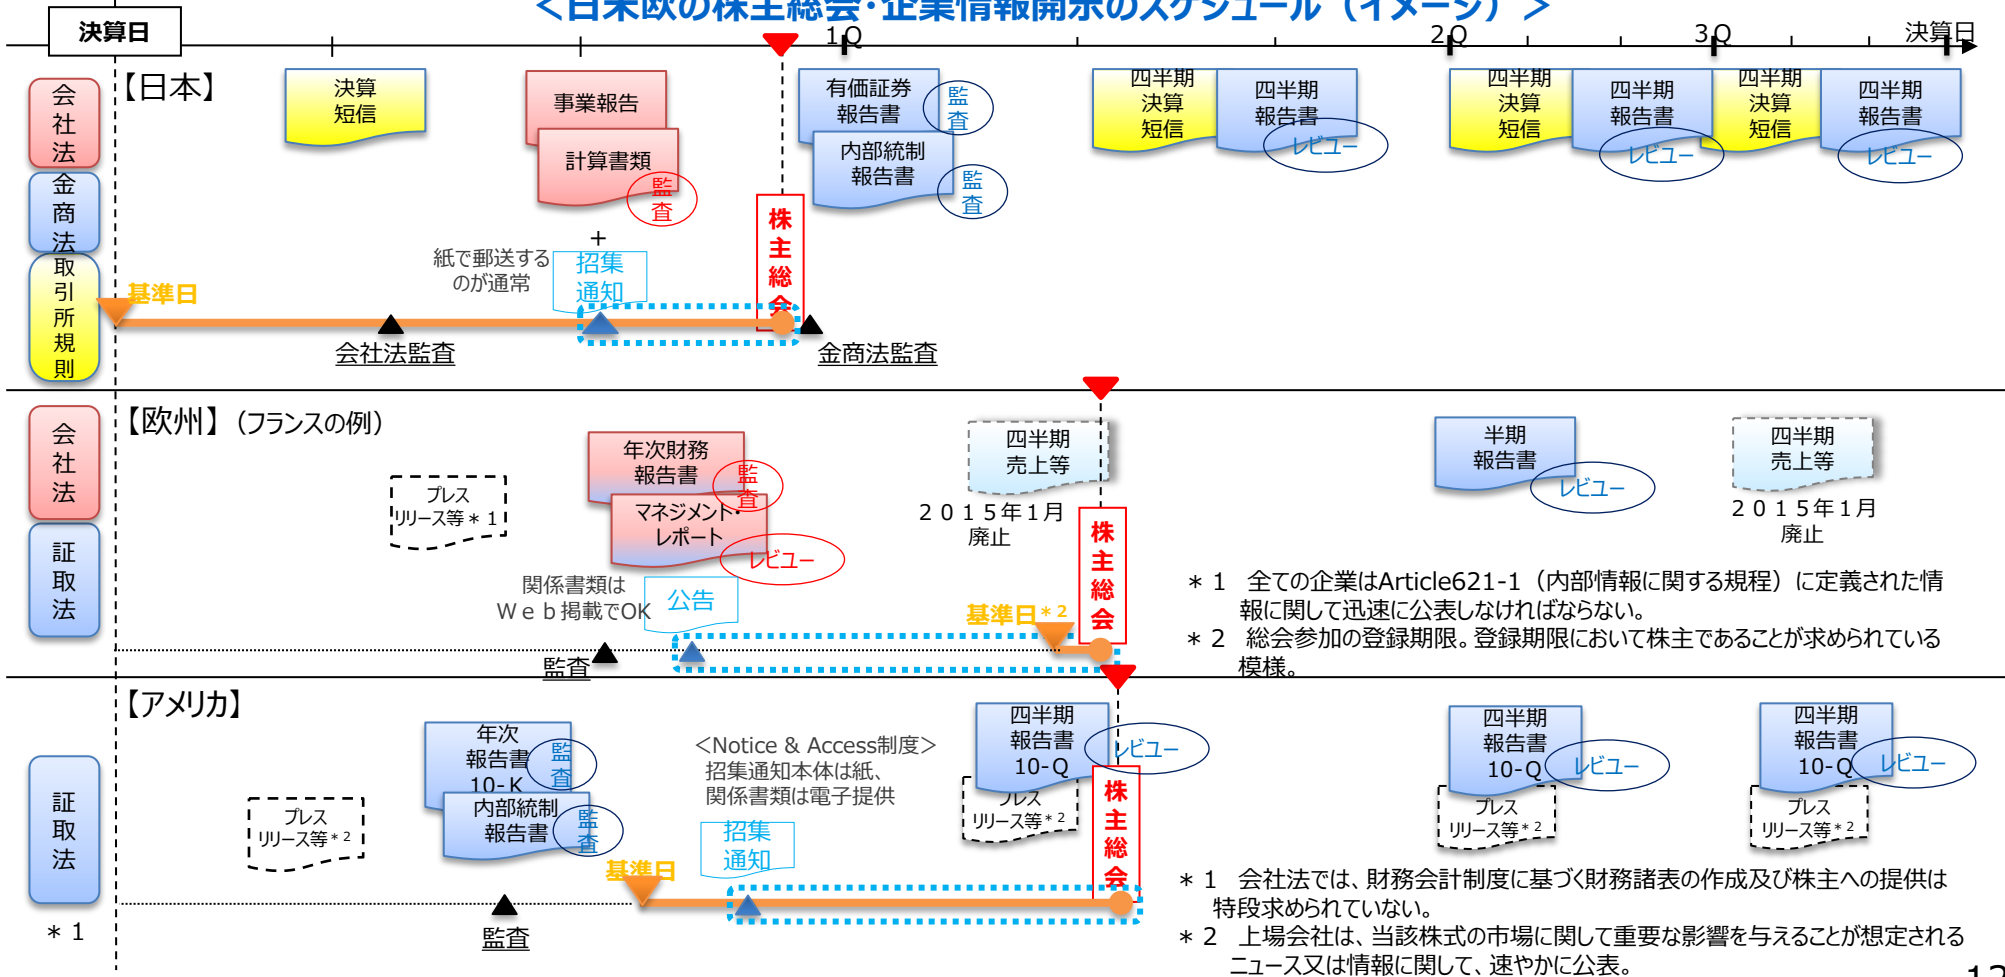 <日米欧の株主総会･企業情報開示のスケジュール（イメージ）>
決算日
1Q
2Q
3Q
決算日
会社法
金商法
取引所規則
【日本】
決算
短信
事業報告
計算書類
監査
+
紙で郵送する
のが通常
招集
通知
基準日
会社法監査
株主総会
金商法監査
有価証券
報告書
監査
内部統制
報告書
監査
四半期
決算
短信
四半期
報告書
レビュー
四半期
決算
短信
四半期
報告書
レビュー
四半期
決算
短信
四半期
報告書
レビュー
会社法
証取法
【欧州】（フランスの例）
プレス
リリース等＊1
年次財務
報告書
監査
マネジメント･
レポート
レビュー
関係書類は
Ｗｅｂ掲載でOK
公告
監査
四半期
売上等
２０１５年１月
廃止
基準日＊2
株主総会
半期
報告書
レビュー
四半期
売上等
２０１５年１月
廃止
＊１　全ての企業はArticle621-1（内部情報に関する規程）に定義された情
報に関して迅速に公表しなければならない。
＊２　総会参加の登録期限。登録期限において株主であることが求められている
模様。
証取法
＊1
【アメリカ】
プレス
リリース等＊2
年次
報告書
10-K
監査
内部統制
報告書
監査
監査
基準日
<Notice & Access制度>
招集通知本体は紙、
関係書類は電子提供
招集
通知
四半期
報告書
10-Q
レビュー
プレス
リリース等＊2
株主総会
四半期
報告書
10-Q
レビュー
プレス
リリース等＊2
四半期
報告書
10-Q
レビュー
プレス
リリース等＊2
＊１　会社法では、財務会計制度に基づく財務諸表の作成及び株主への提供は
特段求められていない。
＊２　上場会社は、当該株式の市場に関して重要な影響を与えることが想定される
ニュース又は情報に関して、速やかに公表。